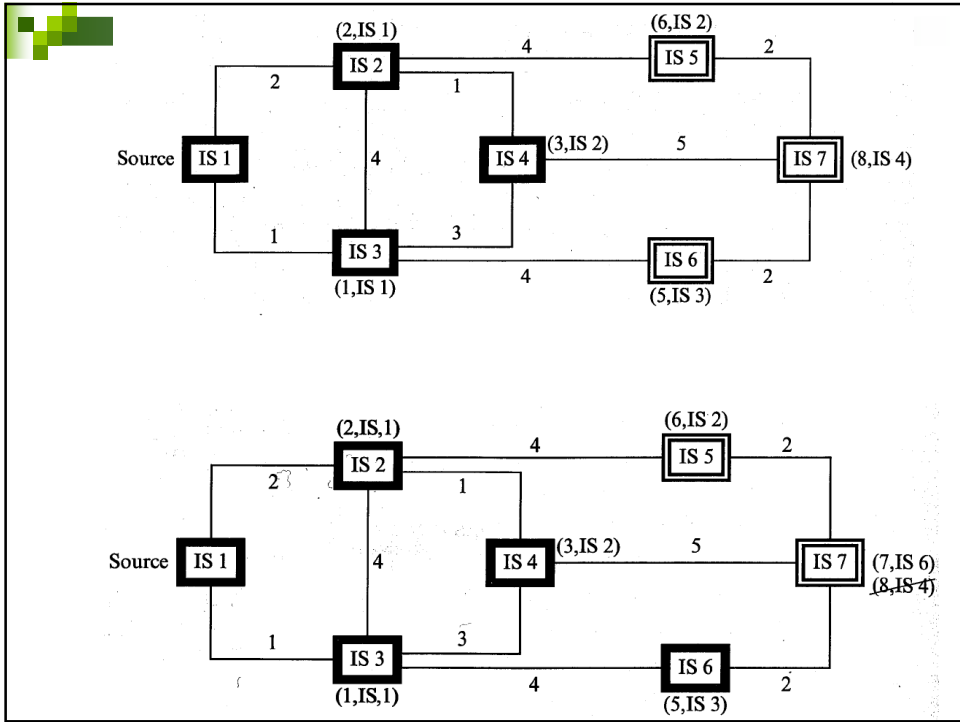 (2,IS 1)
IS 2
4
(6,IS 2)
IS 5
2
2
1
Source
IS 1
4
IS 4
(3,IS 2)
5
IS 7
(8,IS 4)
1
IS 3
(1,IS 1)
3
4
IS 6
(5,IS 3)
2
(2,IS,1)
IS 2
4
(6,IS 2)
IS 5
2
2
1
Source
IS 1
4
IS 4
(3,IS 2)
5
IS 7
(7,IS 6)
(8,IS 4)
1
IS 3
(1,IS,1)
3
4
IS 6
(5,IS 3)
2